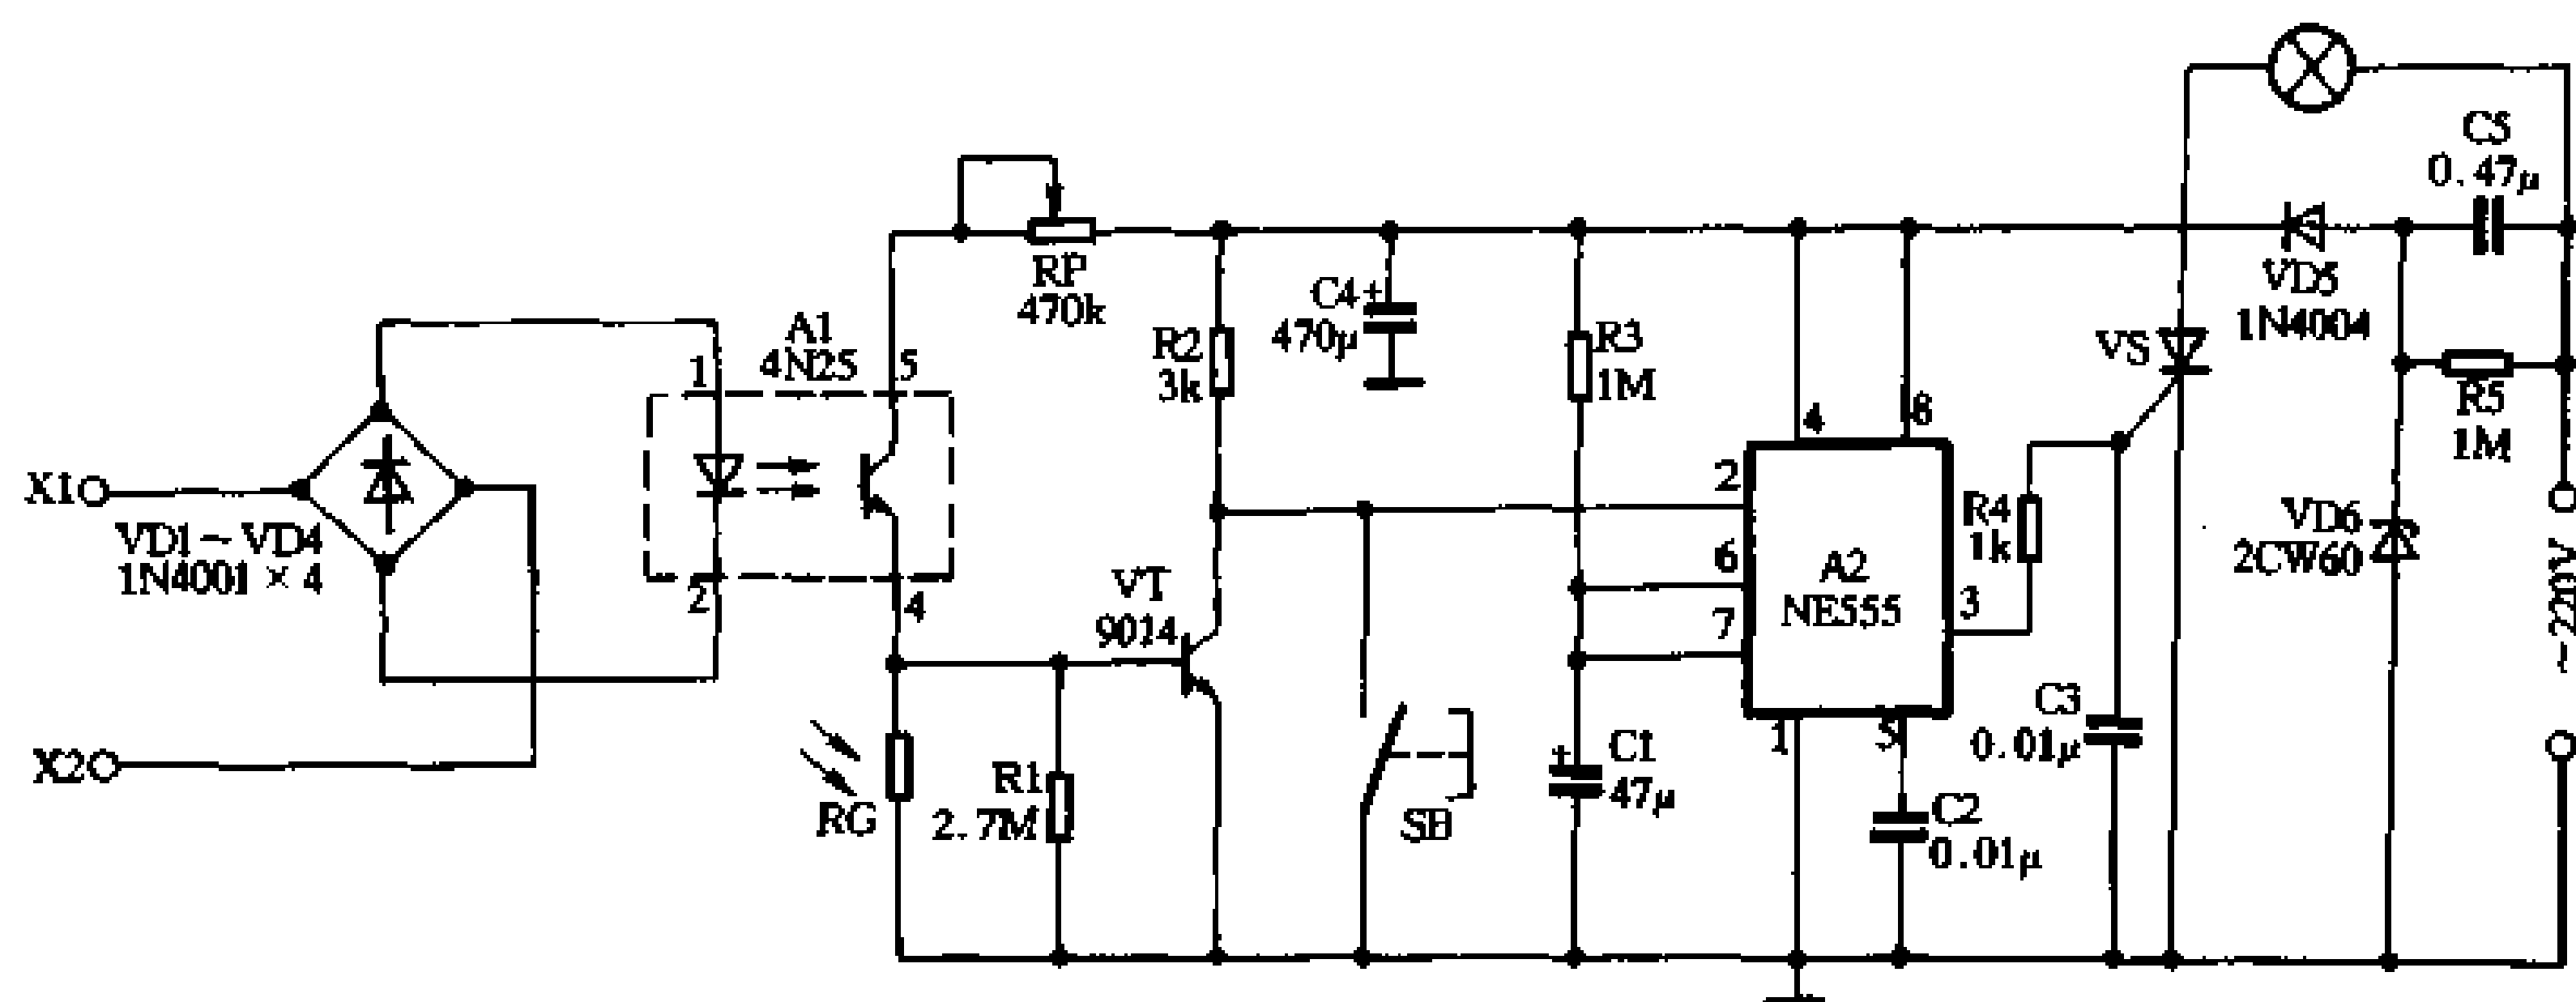 C5
0.47μ
RP
470k
VD5
1N4004
C4+
470μ
A1
4N25
1
5
R2
3k
R3
1M
VS
R5
1M
4
8
2
X1
VD1~VD4
1N4001×4
R4
1k
VD6
2CW60
~220V
6
A2
NE555
7
3
2
4
VT
9014
X2
RG
R1
2.7M
SB
+
C1
47μ
1
5
C3
0.01μ
C2
0.01μ